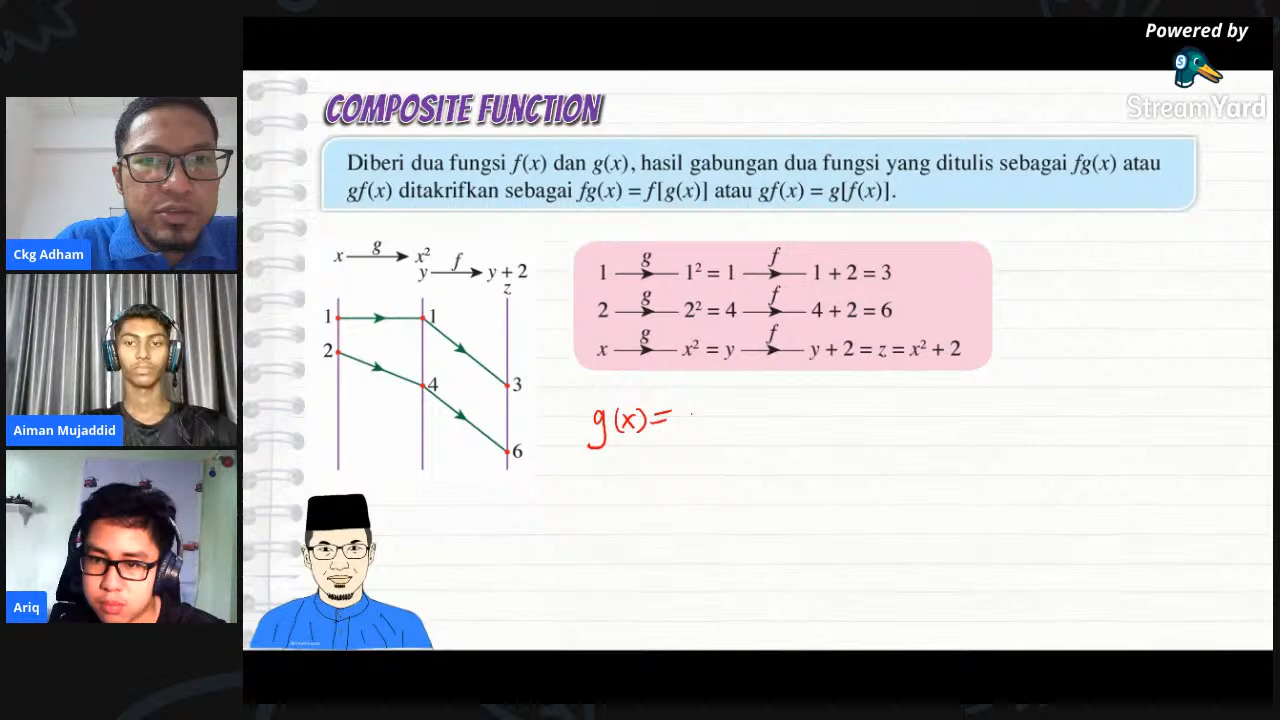 Powered by
StreamYard
COMPOSITE FUNCTION
Diberi dua fungsi f(x) dan g(x), hasil gabungan dua fungsi yang ditulis sebagai fg(x) atau
gf(x) ditakrifkan sebagai fg(x) = f[g(x)] atau gf(x) = g[f(x)].
x g x²
y f y + 2
z
1 1
2
4 3
6
1 g 1² = 1 f 1 + 2 = 3
2 g 2² = 4 f 4 + 2 = 6
x g x² = y f y + 2 = z = x² + 2
g(x) =
Ckg Adham
Aiman Mujaddid
Ariq